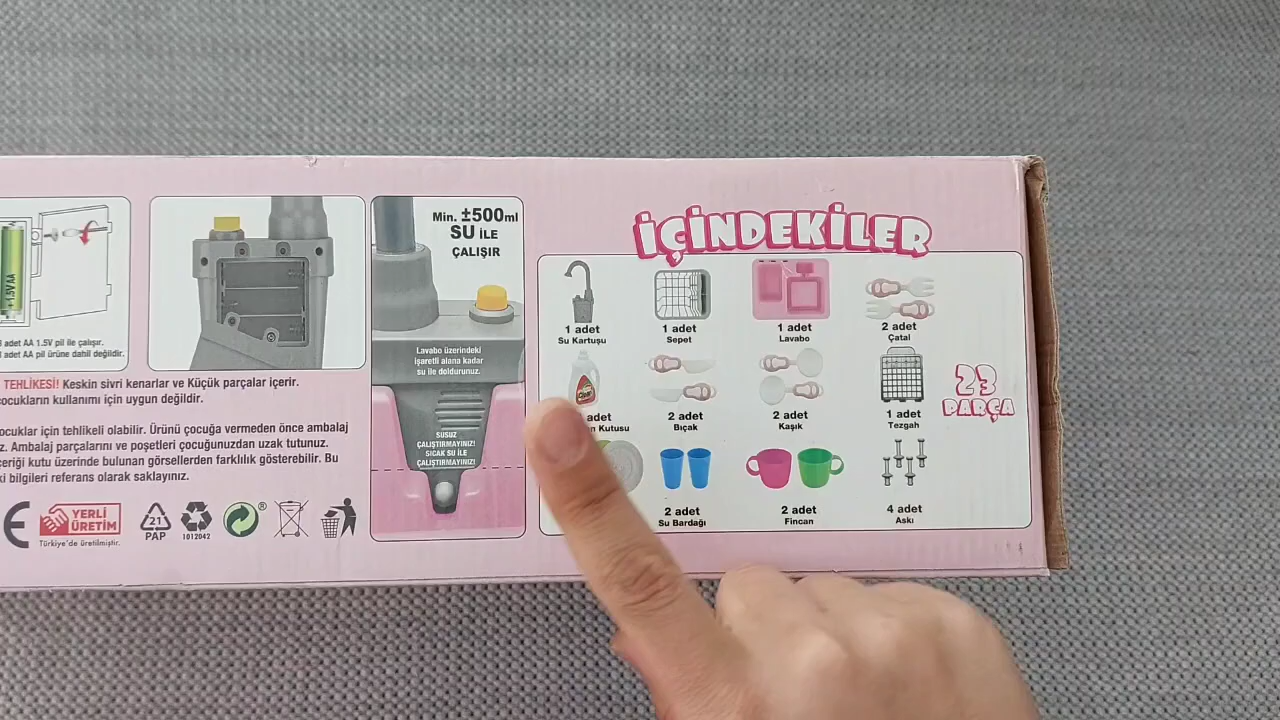 + 1.5V AA
adet AA 1.5V pil ile çalışır.
adet AA pil ürüne dahil değildir.
TEHLİKESİ! Keskin sivri kenarlar ve Küçük parçalar içerir.
çocukların kullanımı için uygun değildir.
ocuklar için tehlikeli olabilir. Ürünü çocuğa vermeden önce ambalaj
z. Ambalaj parçalarını ve poşetleri çocuğunuzdan uzak tutunuz.
eriği kutu üzerinde bulunan görsellerden farklılık gösterebilir. Bu
ki bilgileri referans olarak saklayınız.
CE
YERLİ
ÜRETİM
Türkiye'de üretilmiştir.
21
PAP
1012042
®
Min. ±500ml
SU İLE
ÇALIŞIR
Lavabo üzerindeki
işaretli alana kadar
su ile doldurunuz.
SUSUZ
ÇALIŞTIRMAYINIZ!
SICAK SU İLE
ÇALIŞTIRMAYINIZ!
İÇİNDEKİLER
1 adet
Su Kartuşu
1 adet
Sepet
1 adet
Lavabo
2 adet
Çatal
adet
n Kutusu
2 adet
Bıçak
2 adet
Kaşık
1 adet
Tezgah
2 adet
Su Bardağı
2 adet
Fincan
4 adet
Askı
23
PARÇA